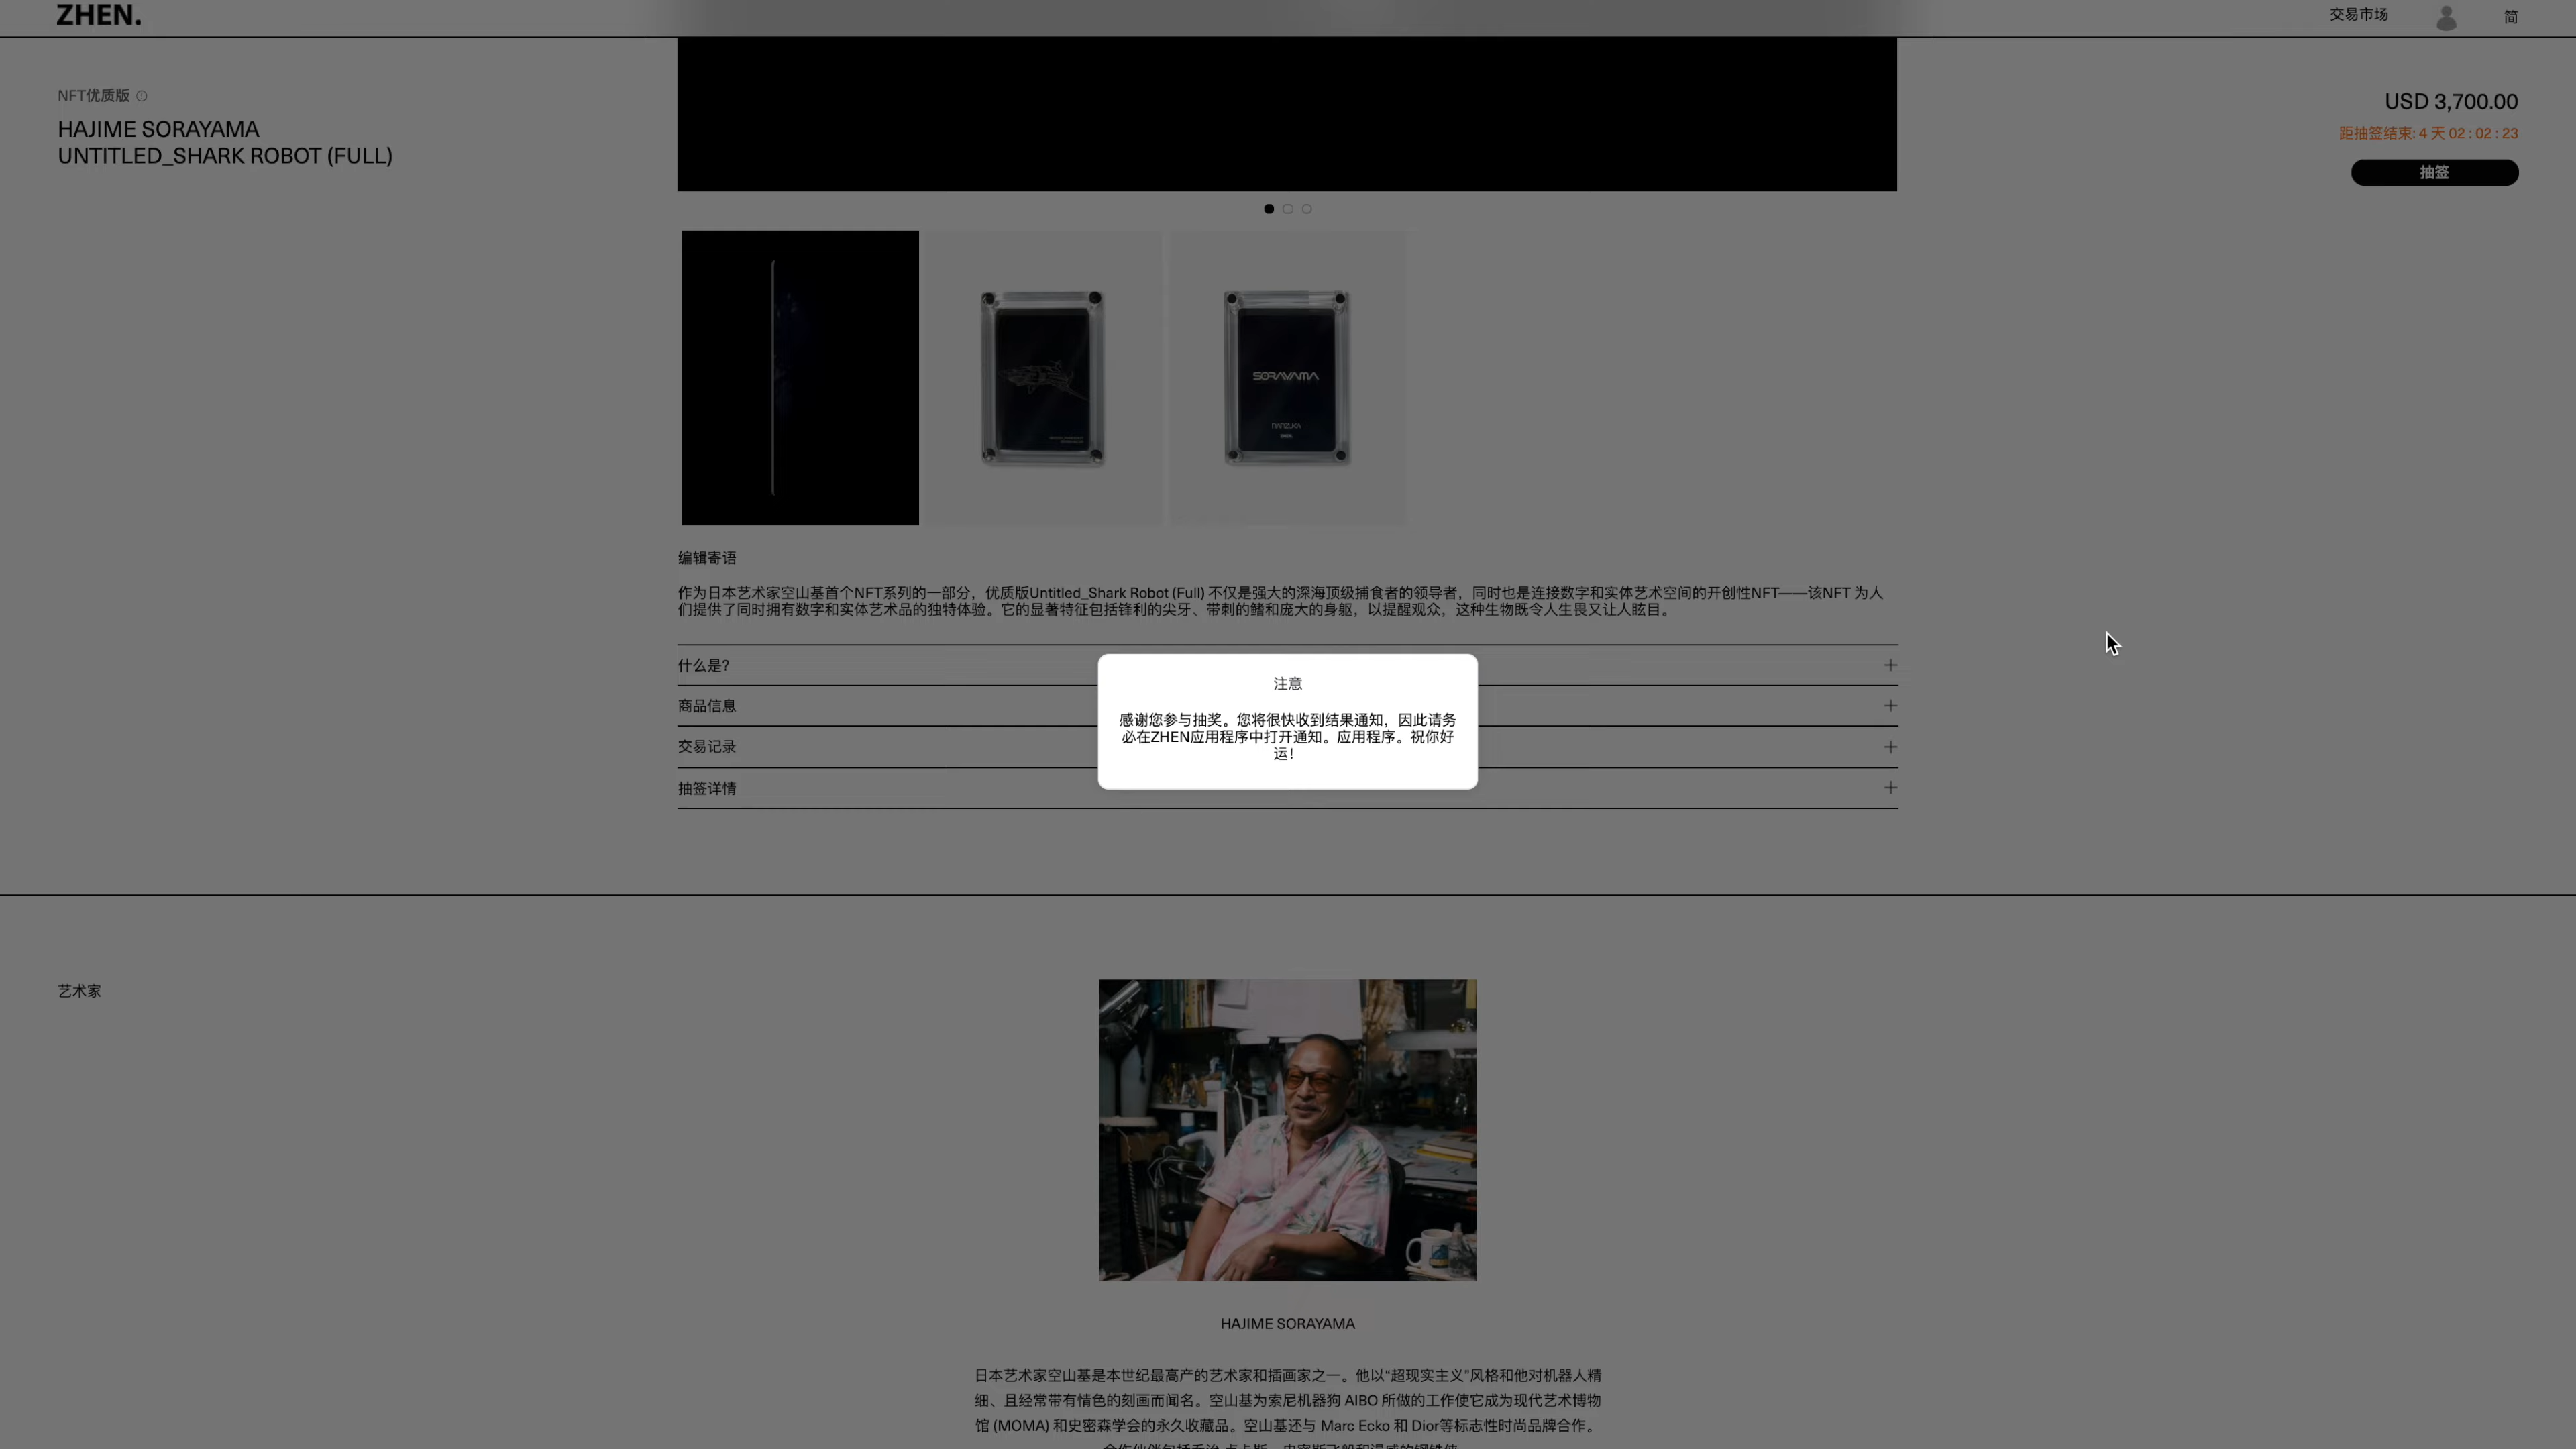 ZHEN.
交易市场
简
NFT优质版
HAJIME SORAYAMA
UNTITLED_SHARK ROBOT (FULL)
USD 3,700.00
距抽签结束: 4 天 02 : 02 : 23
抽签
SORAYAMA
NANZUKA
编辑寄语
作为日本艺术家空山基首个NFT系列的一部分，优质版Untitled_Shark Robot (Full) 不仅是强大的深海顶级捕食者的领导者，同时也是连接数字和实体艺术空间的开创性NFT——该NFT 为人
们提供了同时拥有数字和实体艺术品的独特体验。它的显著特征包括锋利的尖牙、带刺的鳍和庞大的身躯，以提醒观众，这种生物既令人生畏又让人眩目。
什么是?
商品信息
交易记录
抽签详情
注意
感谢您参与抽奖。您将很快收到结果通知，因此请务
必在ZHEN应用程序中打开通知。应用程序。祝你好
运！
艺术家
HAJIME SORAYAMA
日本艺术家空山基是本世纪最高产的艺术家和插画家之一。他以“超现实主义”风格和他对机器人精
细、且经常带有情色的刻画而闻名。空山基为索尼机器狗 AIBO 所做的工作使它成为现代艺术博物
馆 (MOMA) 和史密森学会的永久收藏品。空山基还与 Marc Ecko 和 Dior等标志性时尚品牌合作。